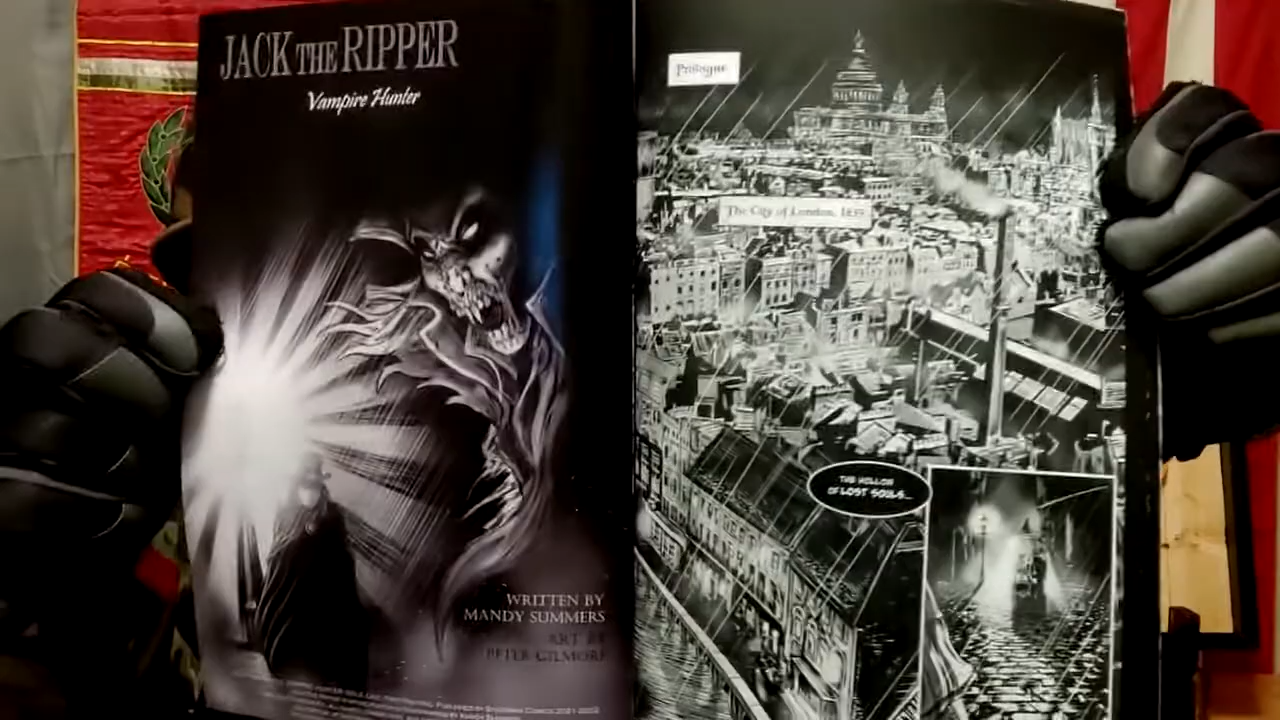 JACK THE RIPPER
Vampire Hunter
WRITTEN BY
MANDY SUMMERS
ART BY
PETER GILMORE
Prologue
The City of London,
THE HOLLOW
OF LOST SOULS...